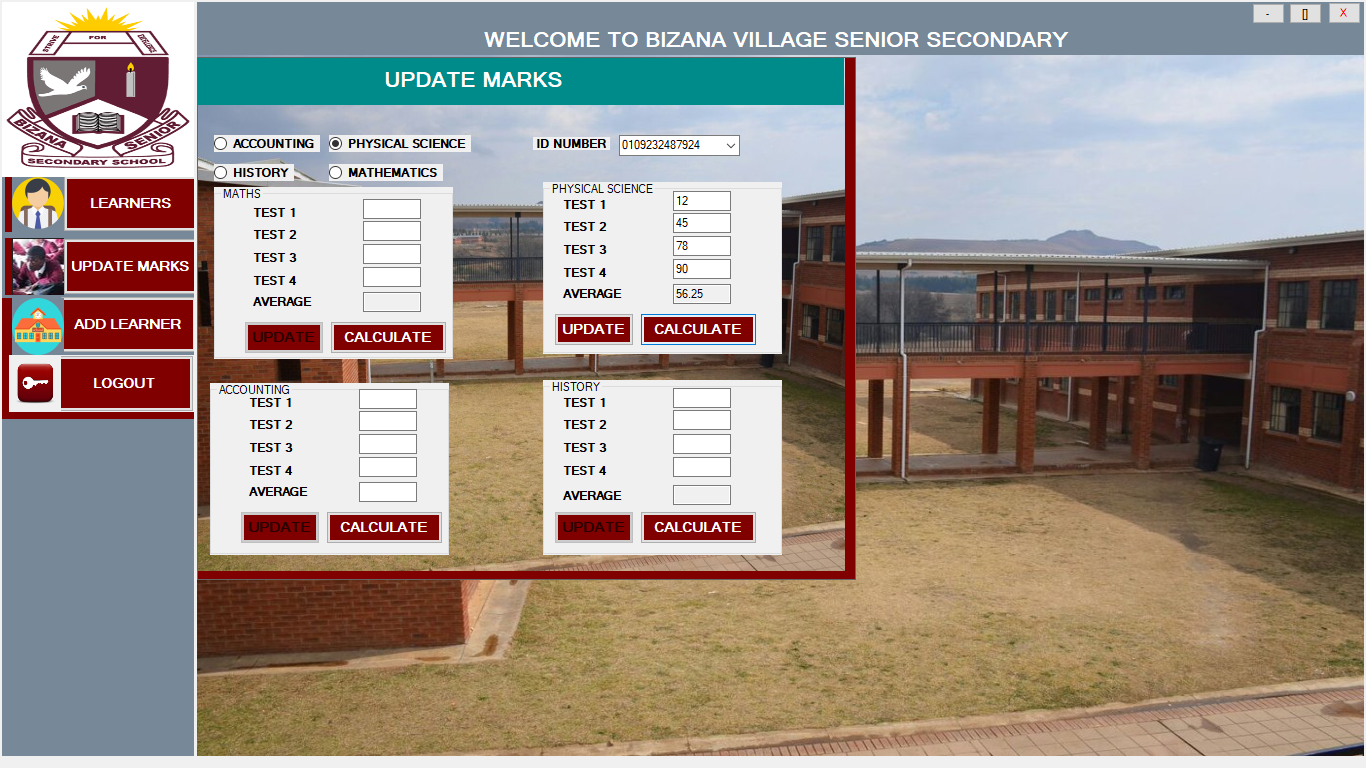 - [] X
WELCOME TO BIZANA VILLAGE SENIOR SECONDARY
STRIVE FOR
BIZANA SENIOR
SECONDARY SCHOOL
LEARNERS
UPDATE MARKS
ADD LEARNER
LOGOUT
UPDATE MARKS
ACCOUNTING PHYSICAL SCIENCE ID NUMBER 0109232487924
HISTORY MATHEMATICS
MATHS
TEST 1
TEST 2
TEST 3
TEST 4
AVERAGE
UPDATE CALCULATE
PHYSICAL SCIENCE
TEST 1 12
TEST 2 45
TEST 3 78
TEST 4 90
AVERAGE 56.25
UPDATE CALCULATE
ACCOUNTING
TEST 1
TEST 2
TEST 3
TEST 4
AVERAGE
UPDATE CALCULATE
HISTORY
TEST 1
TEST 2
TEST 3
TEST 4
AVERAGE
UPDATE CALCULATE